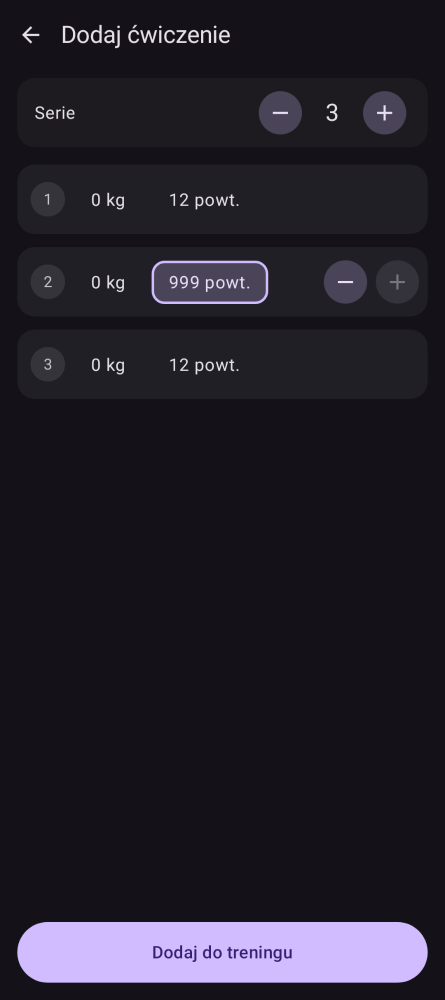 Dodaj ćwiczenie
Serie 3
1 0 kg 12 powt.
2 0 kg 999 powt.
3 0 kg 12 powt.
Dodaj do treningu